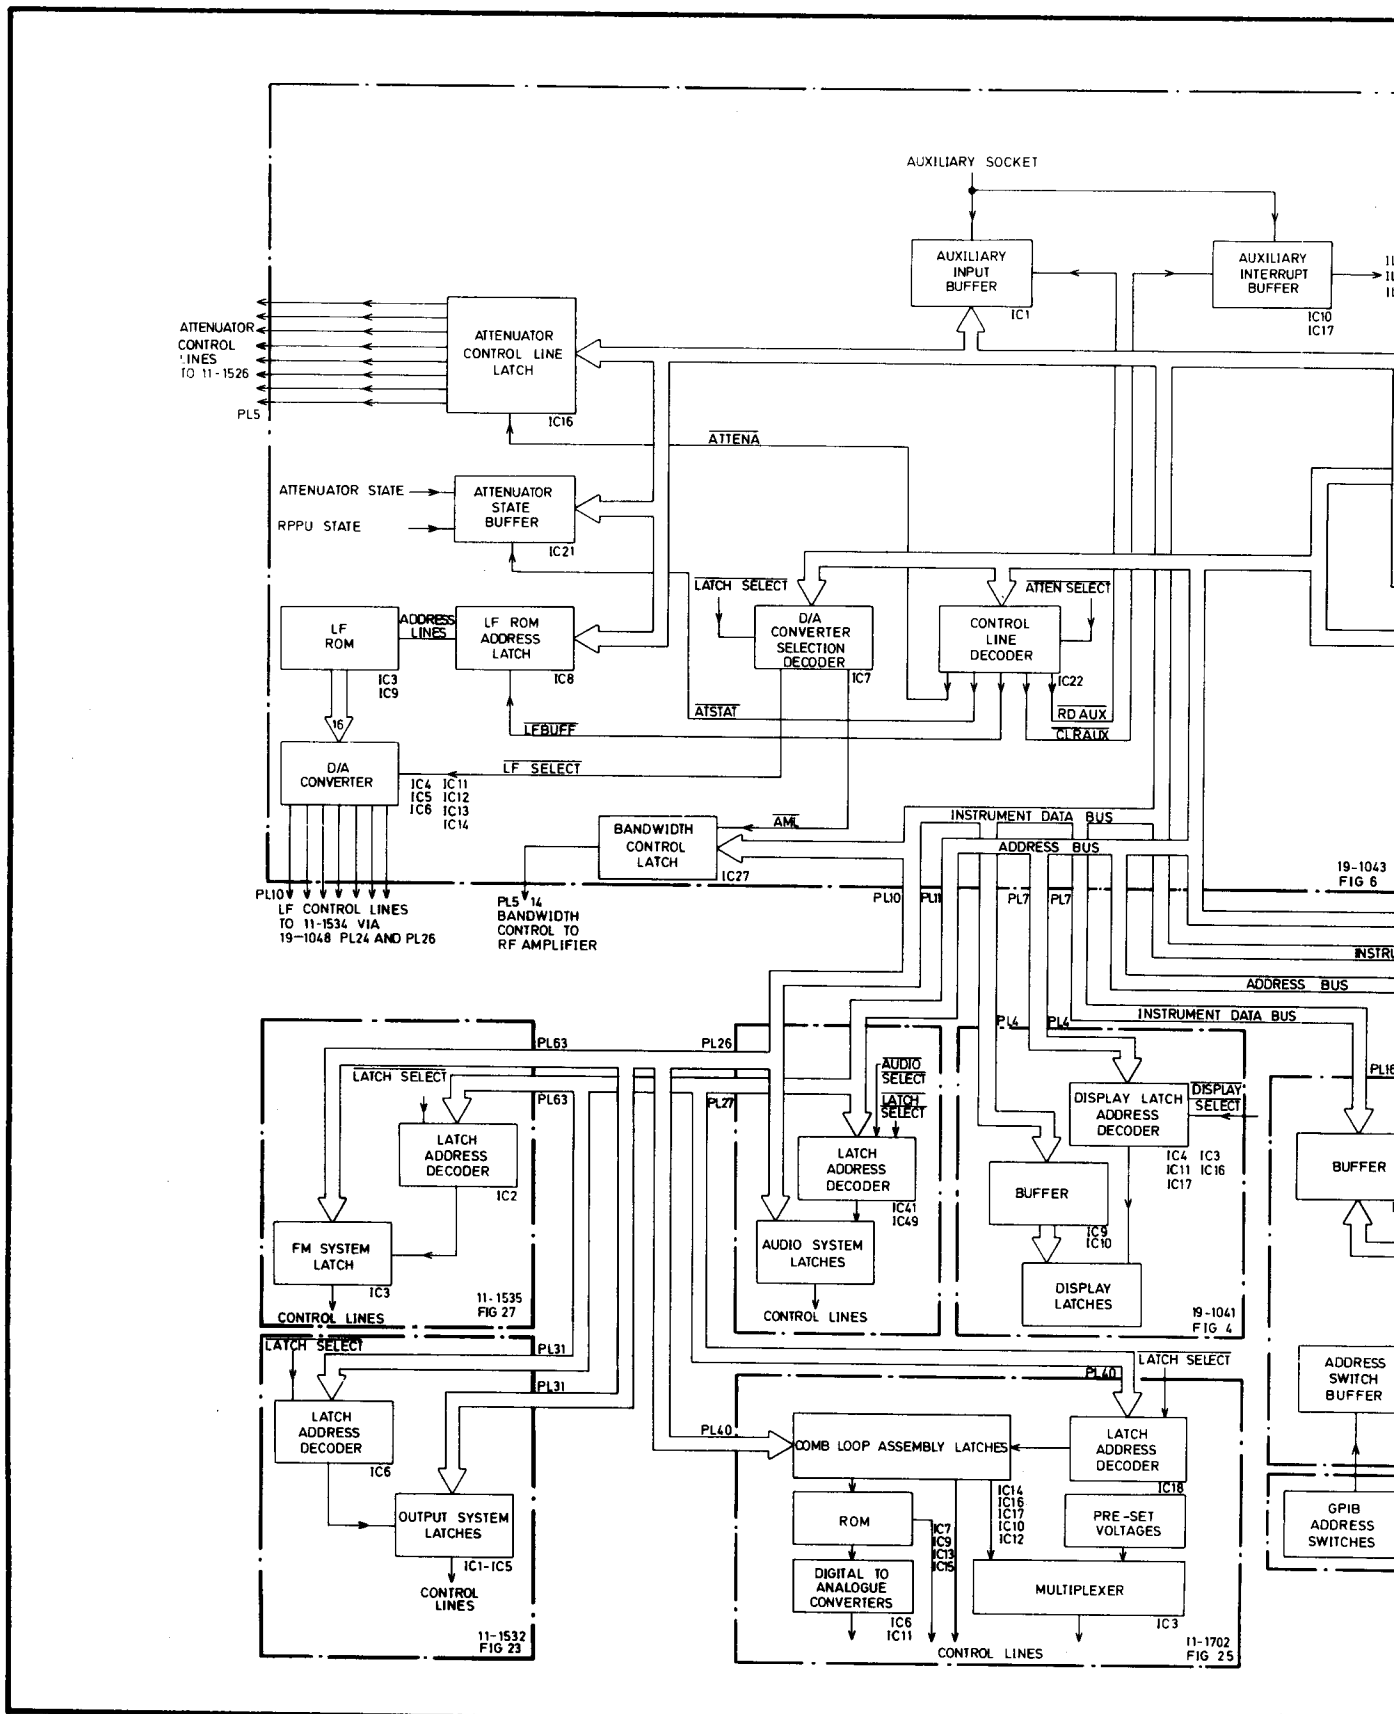 AUXILIARY SOCKET
AUXILIARY
INPUT
BUFFER
IC1
AUXILIARY
INTERRUPT
BUFFER
IC10
IC17
ATTENUATOR
CONTROL
LINES
TO 11-1526
PL5
ATTENUATOR
CONTROL LINE
LATCH
IC16
ATTENA
ATTENUATOR STATE
RPPU STATE
ATTENUATOR
STATE
BUFFER
IC21
LATCH SELECT
ATTEN SELECT
LF
ROM
IC3
IC9
ADDRESS
LINES
LF ROM
ADDRESS
LATCH
IC8
D/A
CONVERTER
SELECTION
DECODER
IC7
CONTROL
LINE
DECODER
IC22
ATSTAT
RD AUX
LFBUFF
CLRAUX
16
D/A
CONVERTER
LF SELECT
IC4 IC11
IC5 IC12
IC6 IC13
IC14
AML
BANDWIDTH
CONTROL
LATCH
IC27
INSTRUMENT DATA BUS
ADDRESS BUS
19-1043
FIG 6
PL10
LF CONTROL LINES
TO 11-1534 VIA
19-1048 PL24 AND PL26
PL5 14
BANDWIDTH
CONTROL TO
RF AMPLIFIER
PL10
PL11
PL7
PL7
INSTRU
ADDRESS BUS
INSTRUMENT DATA BUS
PL4
PL4
PL63
PL26
LATCH SELECT
PL63
PL27
AUDIO
SELECT
LATCH
SELECT
PL16
LATCH
ADDRESS
DECODER
IC2
LATCH
ADDRESS
DECODER
IC41
IC49
DISPLAY LATCH
ADDRESS
DECODER
DISPLAY
SELECT
IC4 IC3
IC11 IC16
IC17
BUFFER
IC9
IC10
BUFFER
FM SYSTEM
LATCH
IC3
CONTROL LINES
11-1535
FIG 27
AUDIO SYSTEM
LATCHES
CONTROL LINES
DISPLAY
LATCHES
19-1041
FIG 4
LATCH SELECT
PL31
PL31
LATCH
ADDRESS
DECODER
IC6
OUTPUT SYSTEM
LATCHES
IC1-IC5
CONTROL
LINES
11-1532
FIG 23
LATCH SELECT
PL40
PL40
COMB LOOP ASSEMBLY LATCHES
LATCH
ADDRESS
DECODER
IC18
IC14
IC16
IC17
IC10
IC12
ROM
IC7
IC9
IC13
IC15
PRE-SET
VOLTAGES
DIGITAL TO
ANALOGUE
CONVERTERS
IC6
IC11
MULTIPLEXER
IC3
CONTROL LINES
11-1702
FIG 25
ADDRESS
SWITCH
BUFFER
GPIB
ADDRESS
SWITCHES